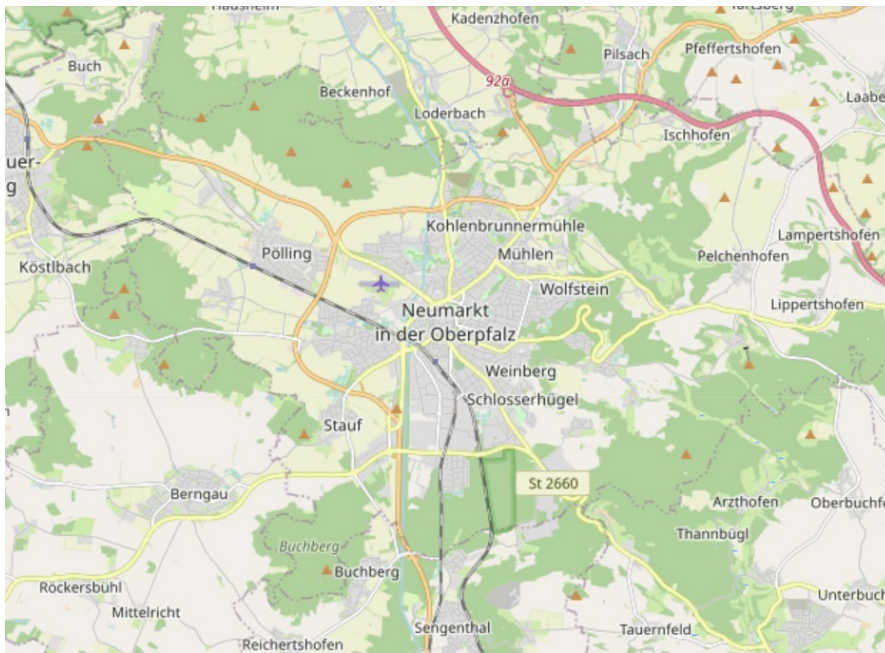 Hausheim
Kadenzhofen
Buch
Pilsach
Pfeffertshofen
92a
Beckenhof
Loderbach
Laabe
Ischhofen
uer-
g
Kohlenbrunnermühle
Lampertshofen
Pölling
Mühlen
Köstlbach
Pelchenhofen
Wolfstein
Neumarkt
in der Oberpfalz
Lippertshofen
Weinberg
Schlosserhügel
Stauf
St 2660
Berngau
Arzthofen
Oberbuchfe
Thannbügl
Buchberg
Buchberg
Röckersbühl
Unterbuch
Mittelricht
Sengenthal
Tauernfeld
Reichertshofen